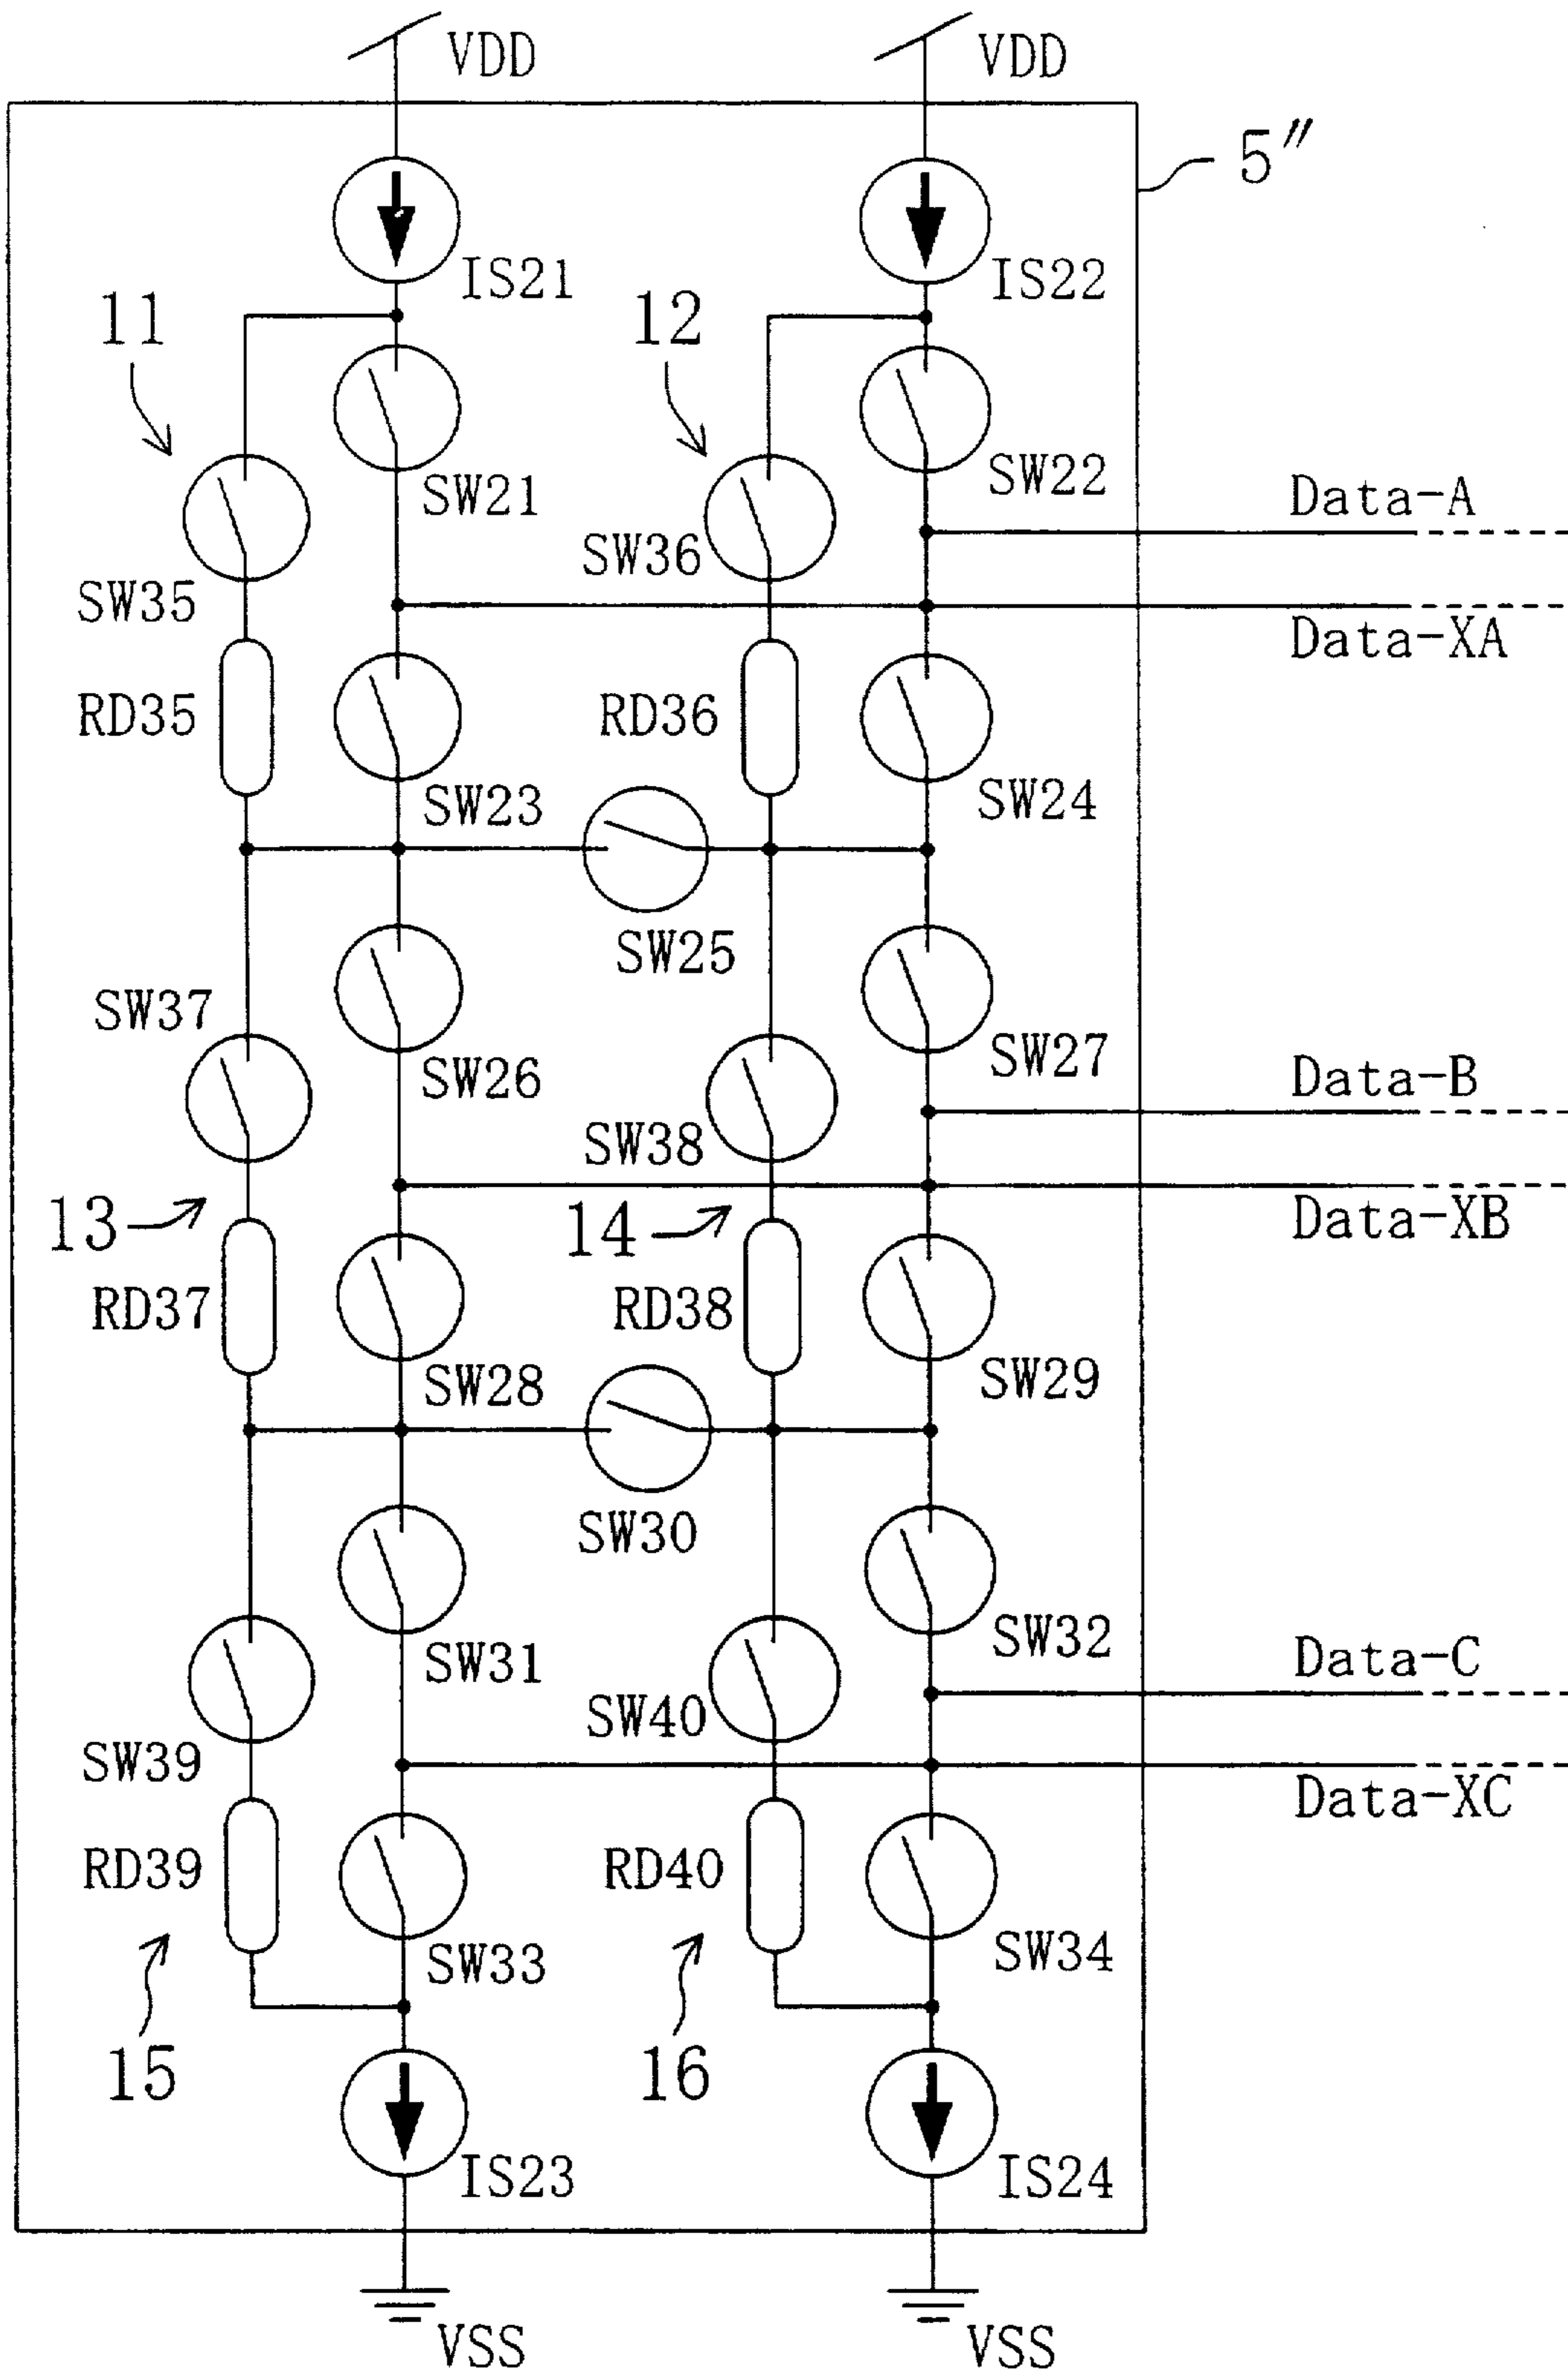 VDD
VDD
5″
IS21
IS22
11
12
SW21
SW22
Data-A
SW36
SW35
Data-XA
RD35
RD36
SW23
SW24
SW25
SW37
SW26
SW27
Data-B
SW38
13
14
Data-XB
RD37
RD38
SW28
SW29
SW30
SW31
SW32
Data-C
SW40
SW39
Data-XC
RD39
RD40
SW33
SW34
15
16
IS23
IS24
VSS
VSS